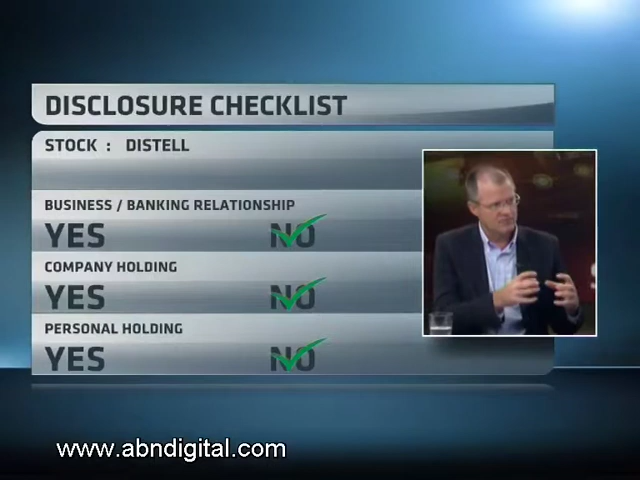 DISCLOSURE CHECKLIST
STOCK : DISTELL
BUSINESS / BANKING RELATIONSHIP
YES NO
COMPANY HOLDING
YES NO
PERSONAL HOLDING
YES NO
www.abndigital.com